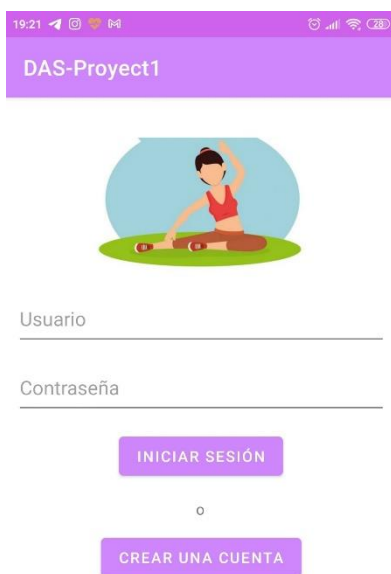 19:21
28
DAS-Proyect1
Usuario
Contraseña
INICIAR SESIÓN
o
CREAR UNA CUENTA